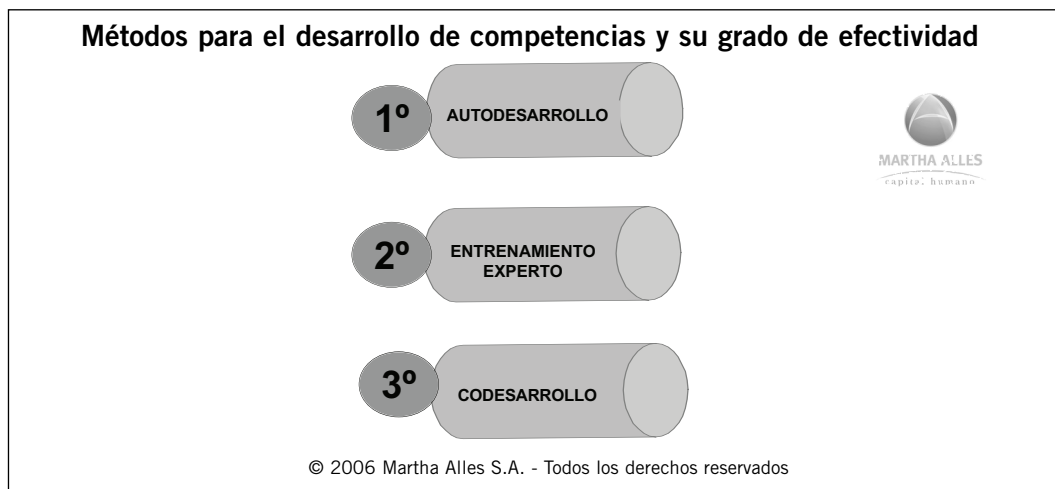 Métodos para el desarrollo de competencias y su grado de efectividad
1º
AUTODESARROLLO
MARTHA ALLES
capital humano
2º
ENTRENAMIENTO
EXPERTO
3º
CODESARROLLO
© 2006 Martha Alles S.A. - Todos los derechos reservados